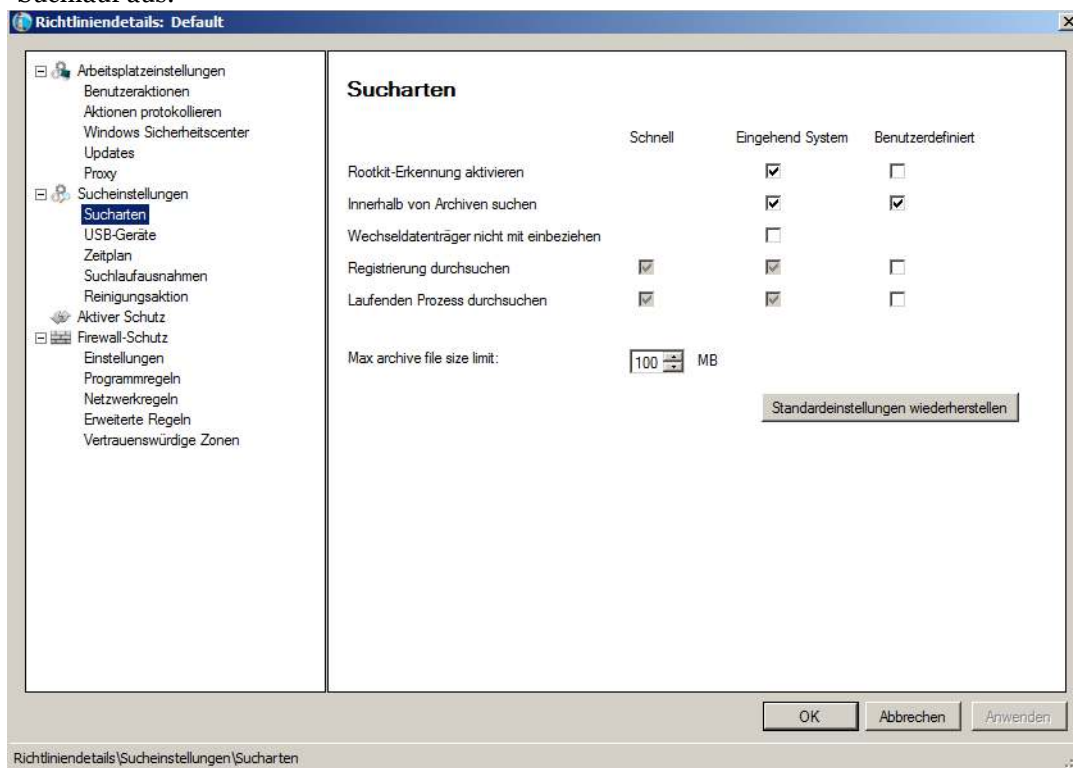 Suchlauf aus.
Richtliniendetails: Default
Arbeitsplatzeinstellungen
Benutzeraktionen
Aktionen protokollieren
Windows Sicherheitscenter
Updates
Proxy
Sucheinstellungen
Sucharten
USB-Geräte
Zeitplan
Suchlaufausnahmen
Reinigungsaktion
Aktiver Schutz
Firewall-Schutz
Einstellungen
Programmregeln
Netzwerkregeln
Erweiterte Regeln
Vertrauenswürdige Zonen
Sucharten
Schnell Eingehend System Benutzerdefiniert
Rootkit-Erkennung aktivieren
Innerhalb von Archiven suchen
Wechseldatenträger nicht mit einbeziehen
Registrierung durchsuchen
Laufenden Prozess durchsuchen
Max archive file size limit: 100 MB
Standardeinstellungen wiederherstellen
OK Abbrechen Anwenden
Richtliniendetails\Sucheinstellungen\Sucharten